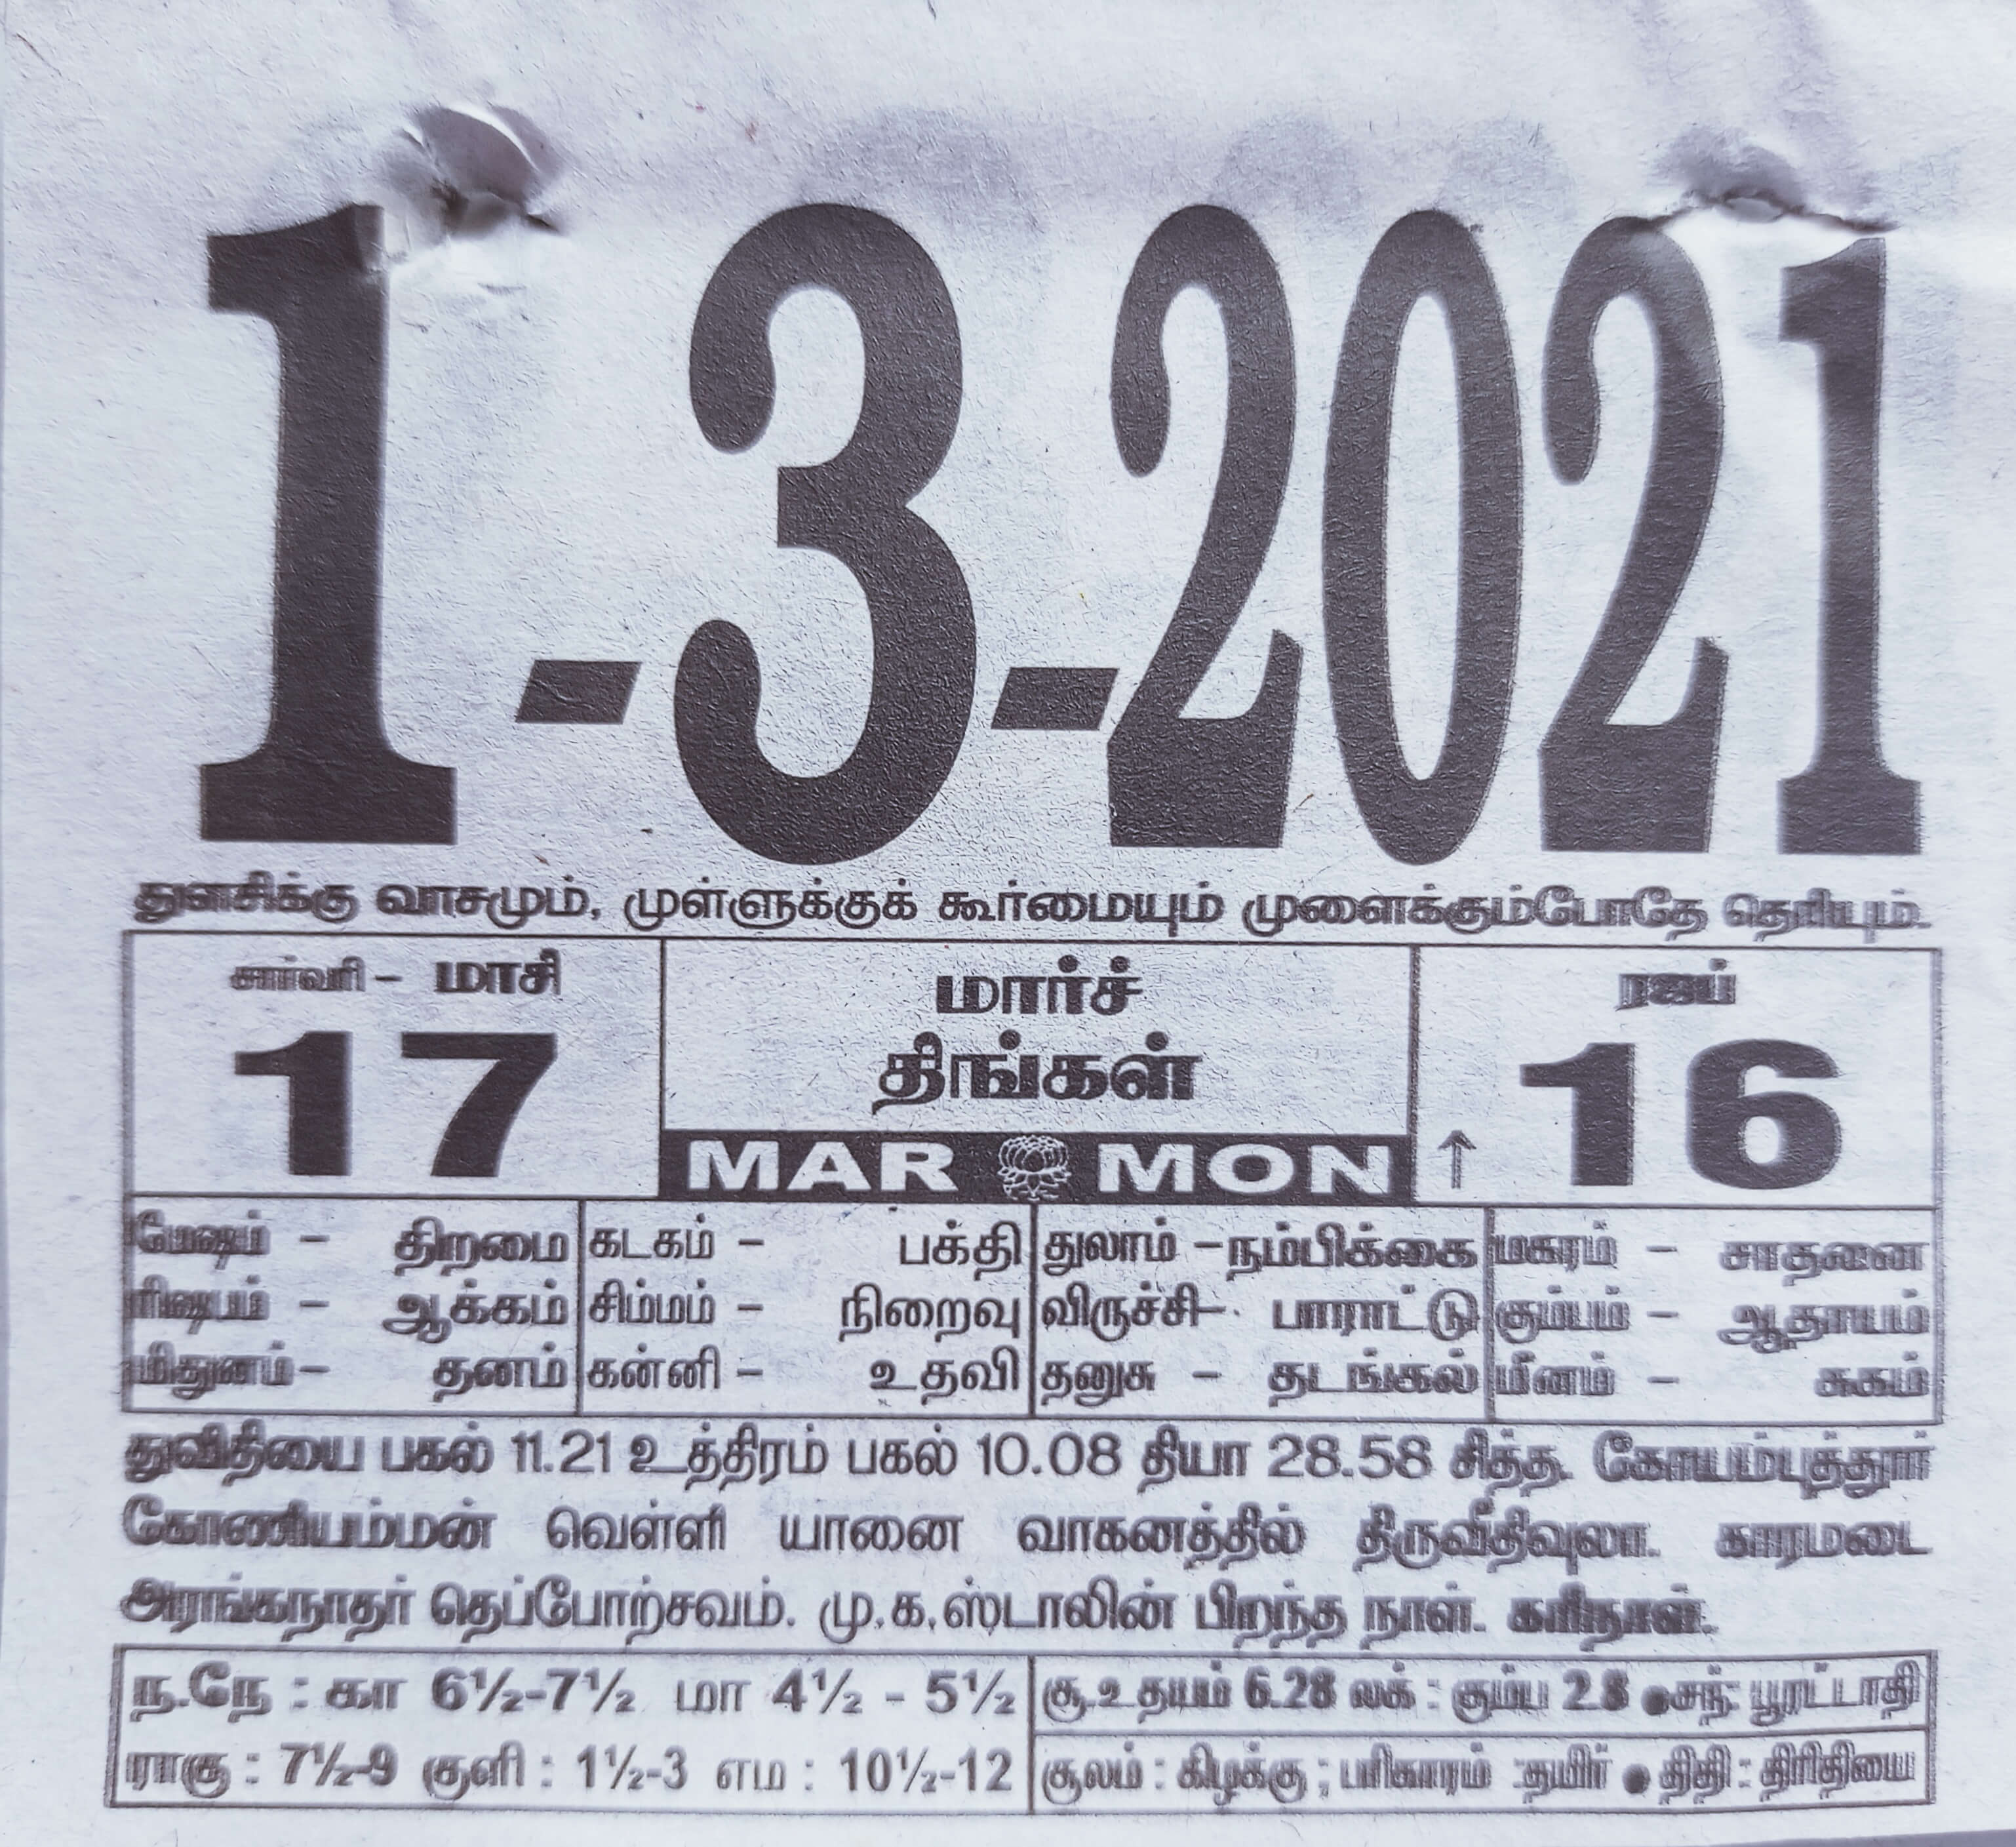 1-3-2021
துளசிக்கு வாசமும், முள்ளுக்குக் கூர்மையும் முளைக்கும்போதே தெரியும்.
சார்வரி - மாசி
17
மார்ச்
திங்கள்
MAR MON
ரஜப்
↑ 16
மேஷம் - திறமை கடகம் - பக்தி துலாம் - நம்பிக்கை மகரம் - சாதனை
ரிஷபம் - ஆக்கம் சிம்மம் - நிறைவு விருச்சி - பாராட்டு கும்பம் - ஆதாயம்
மிதுனம் - தனம் கன்னி - உதவி தனுசு - தடங்கல் மீனம் - சுகம்
துவிதியை பகல் 11.21 உத்திரம் பகல் 10.08 தியா 28.58 சித்த. கோயம்புத்தூர்
கோணியம்மன் வெள்ளி யானை வாகனத்தில் திருவீதிவுலா. காரமடை
அரங்கநாதர் தெப்போற்சவம். மு.க.ஸ்டாலின் பிறந்த நாள். கரிநாள்.
ந.நே : கா 6½-7½ மா 4½ - 5½
ராகு : 7½-9 குளி : 1½-3 எம : 10½-12
சூ.உதயம் 6.28 லக் : கும்ப 2.8 ● சந்: பூரட்டாதி
சூலம் : கிழக்கு ; பரிகாரம் :தயிர் ● திதி : திரிதியை